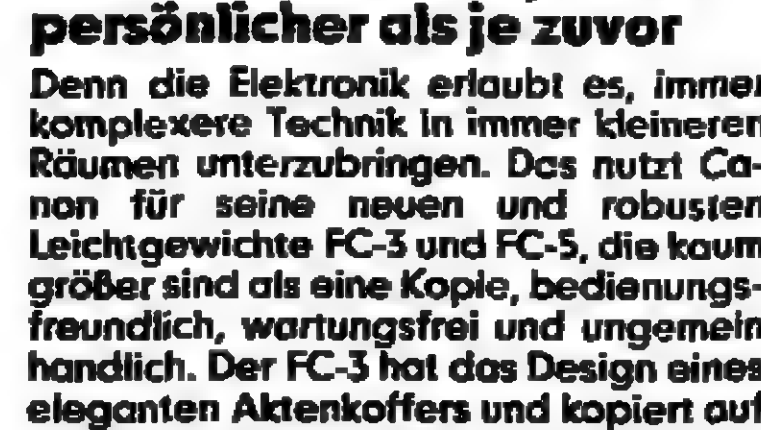 persönlicher als je zuvor
Denn die Elektronik erlaubt es, immer
komplexere Technik in immer kleineren
Räumen unterzubringen. Das nutzt Ca-
non für seine neuen und robusten
Leichtgewichte FC-3 und FC-5, die kaum
größer sind als eine Kopie, bedienungs-
freundlich, wartungsfrei und ungemein
handlich. Der FC-3 hat das Design eines
eleganten Aktenkoffers und kopiert auf